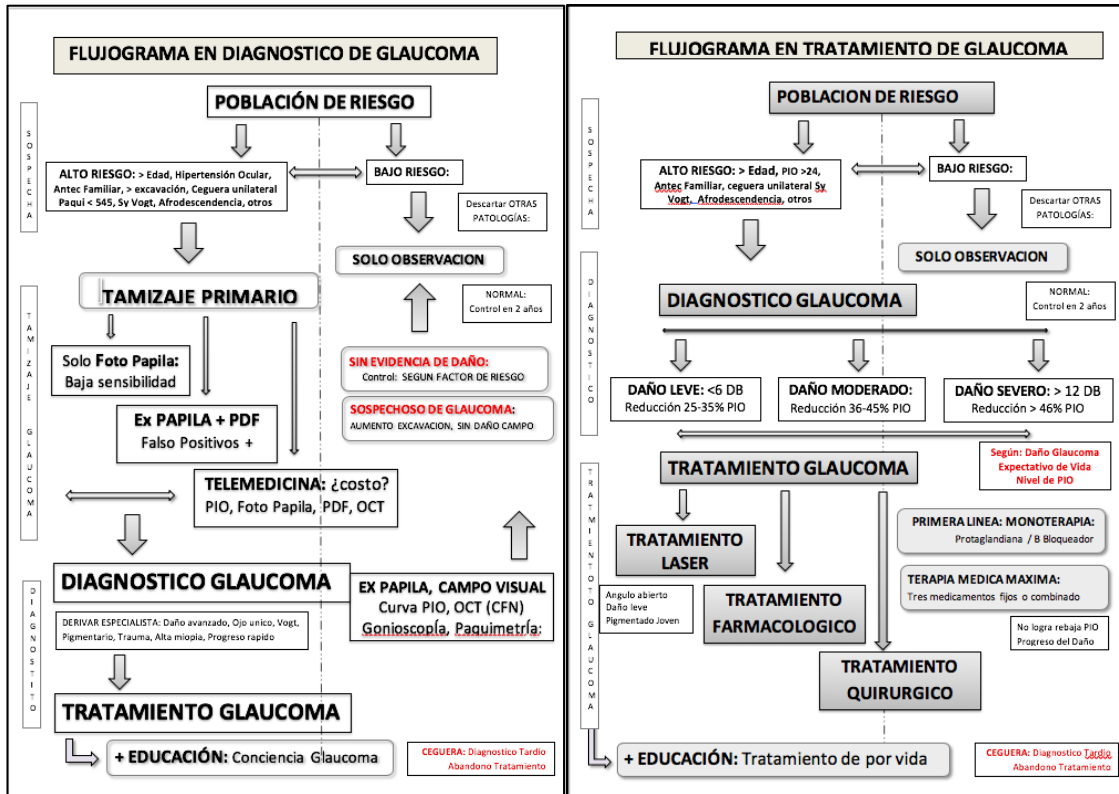 FLUJOGRAMA EN DIAGNOSTICO DE GLAUCOMA
POBLACIÓN DE RIESGO
SOSPECHA
ALTO RIESGO: > Edad, Hipertensión Ocular,
Antec Familiar, > excavación, Ceguera unilateral
Paqui < 545, Sy Vogt, Afrodescendencia, otros
BAJO RIESGO:
Descartar OTRAS
PATOLOGÍAS:
SOLO OBSERVACION
TAMIZAJE PRIMARIO
NORMAL:
Control en 2 años
TAMIZAJE GLAUCOMA
Solo Foto Papila:
Baja sensibilidad
SIN EVIDENCIA DE DAÑO:
Control: SEGUN FACTOR DE RIESGO
SOSPECHOSO DE GLAUCOMA:
AUMENTO EXCAVACION, SIN DAÑO CAMPO
Ex PAPILA + PDF
Falso Positivos +
TELEMEDICINA: ¿costo?
PIO, Foto Papila, PDF, OCT
DIAGNOSTICO GLAUCOMA
EX PAPILA, CAMPO VISUAL
Curva PIO, OCT (CFN)
Gonioscopía, Paquimetría:
DIAGNOSTITO
DERIVAR ESPECIALISTA: Daño avanzado, Ojo unico, Vogt,
Pigmentario, Trauma, Alta miopia, Progreso rapido
TRATAMIENTO GLAUCOMA
+ EDUCACIÓN: Conciencia Glaucoma
CEGUERA: Diagnostico Tardio
Abandono Tratamiento
FLUJOGRAMA EN TRATAMIENTO DE GLAUCOMA
POBLACION DE RIESGO
SOSPECHA
ALTO RIESGO: > Edad, PIO >24,
Antec Familiar, ceguera unilateral Sy
Vogt, Afrodescendencia, otros
BAJO RIESGO:
Descartar OTRAS
PATOLOGÍAS:
SOLO OBSERVACION
DIAGNOSTICO
DIAGNOSTICO GLAUCOMA
NORMAL:
Control en 2 años
DAÑO LEVE: <6 DB
Reducción 25-35% PIO
DAÑO MODERADO:
Reducción 36-45% PIO
DAÑO SEVERO: > 12 DB
Reducción > 46% PIO
TRATAMIENTO GLAUCOMA
Según: Daño Glaucoma
Expectativo de Vida
Nivel de PIO
TRATMIENTOTO GLAUCOMA
TRATAMIENTO
LASER
PRIMERA LINEA: MONOTERAPIA:
Protaglandiana / B Bloqueador
TERAPIA MEDICA MAXIMA:
Tres medicamentos fijos o combinado
Angulo abierto
Daño leve
Pigmentado Joven
TRATAMIENTO
FARMACOLOGICO
No logra rebaja PIO
Progreso del Daño
TRATAMIENTO
QUIRURGICO
+ EDUCACIÓN: Tratamiento de por vida
CEGUERA: Diagnostico Tardio
Abandono Tratamiento